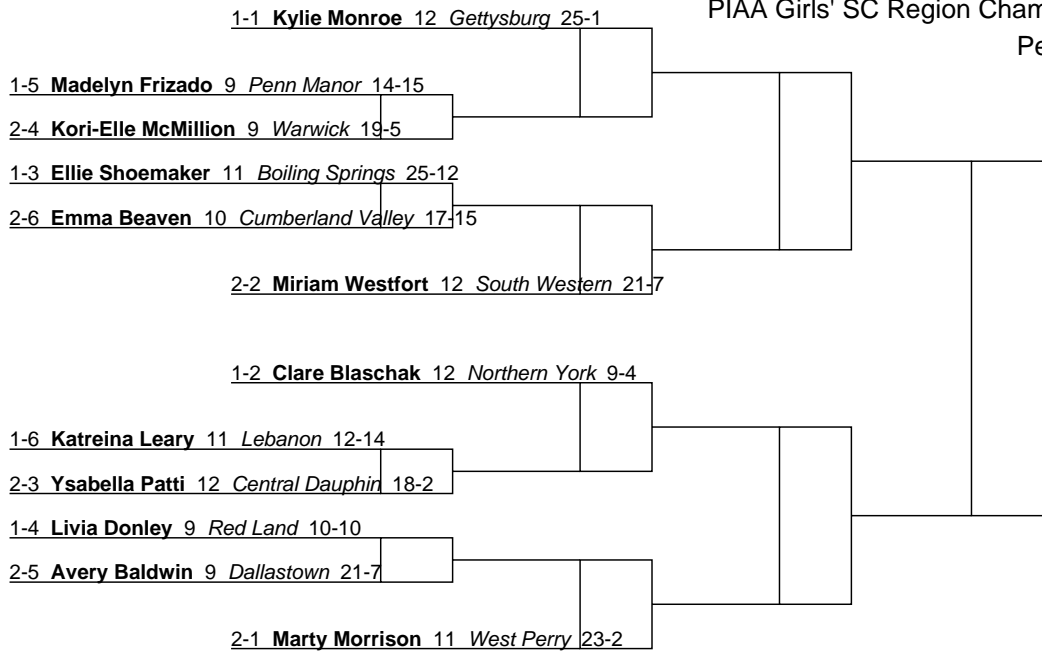 PIAA Girls' SC Region Cham
Pe
1-1 Kylie Monroe 12 Gettysburg 25-1
1-5 Madelyn Frizado 9 Penn Manor 14-15
2-4 Kori-Elle McMillion 9 Warwick 19-5
1-3 Ellie Shoemaker 11 Boiling Springs 25-12
2-6 Emma Beaven 10 Cumberland Valley 17-15
2-2 Miriam Westfort 12 South Western 21-7
1-2 Clare Blaschak 12 Northern York 9-4
1-6 Katreina Leary 11 Lebanon 12-14
2-3 Ysabella Patti 12 Central Dauphin 18-2
1-4 Livia Donley 9 Red Land 10-10
2-5 Avery Baldwin 9 Dallastown 21-7
2-1 Marty Morrison 11 West Perry 23-2